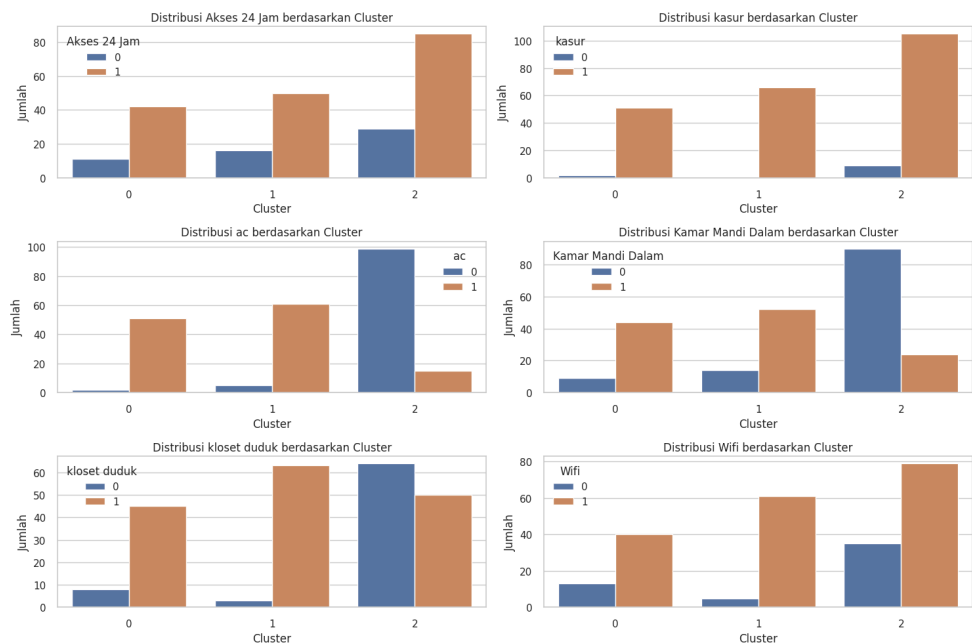 Distribusi Akses 24 Jam berdasarkan Cluster
Akses 24 Jam
0
1
Jumlah
80
60
40
20
0
0 1 2
Cluster
Distribusi kasur berdasarkan Cluster
kasur
0
1
Jumlah
100
80
60
40
20
0
0 1 2
Cluster
Distribusi ac berdasarkan Cluster
ac
0
1
Jumlah
100
80
60
40
20
0
0 1 2
Cluster
Distribusi Kamar Mandi Dalam berdasarkan Cluster
Kamar Mandi Dalam
0
1
Jumlah
80
60
40
20
0
0 1 2
Cluster
Distribusi kloset duduk berdasarkan Cluster
kloset duduk
0
1
Jumlah
60
50
40
30
20
10
0
0 1 2
Cluster
Distribusi Wifi berdasarkan Cluster
Wifi
0
1
Jumlah
80
60
40
20
0
0 1 2
Cluster